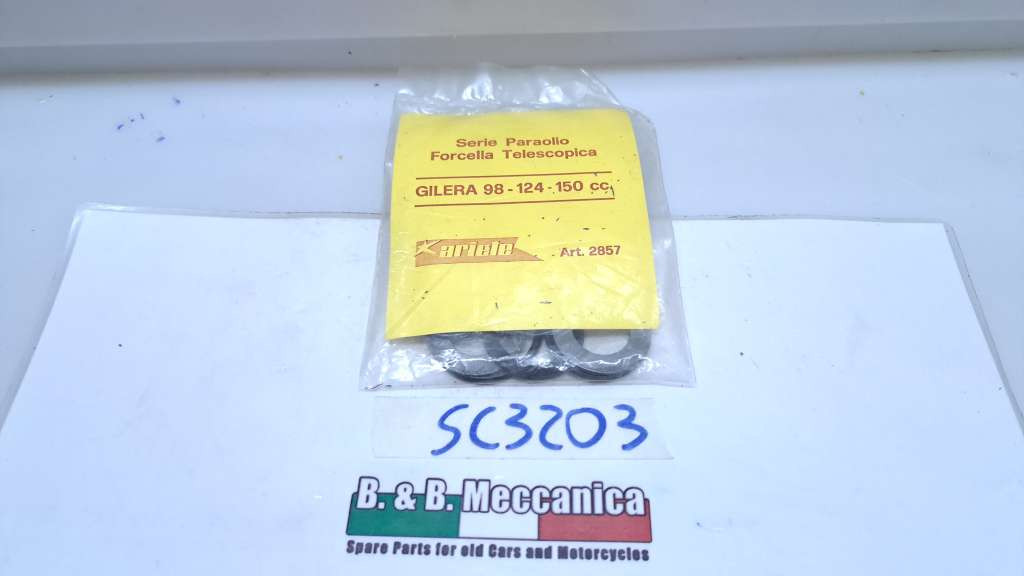 Serie Paraolio
Forcella Telescopica
GILERA 98 - 124 - 150 cc.
ariete
Art. 2857
SC3203
B. & B. Meccanica
Spare Parts for old Cars and Motorcycles